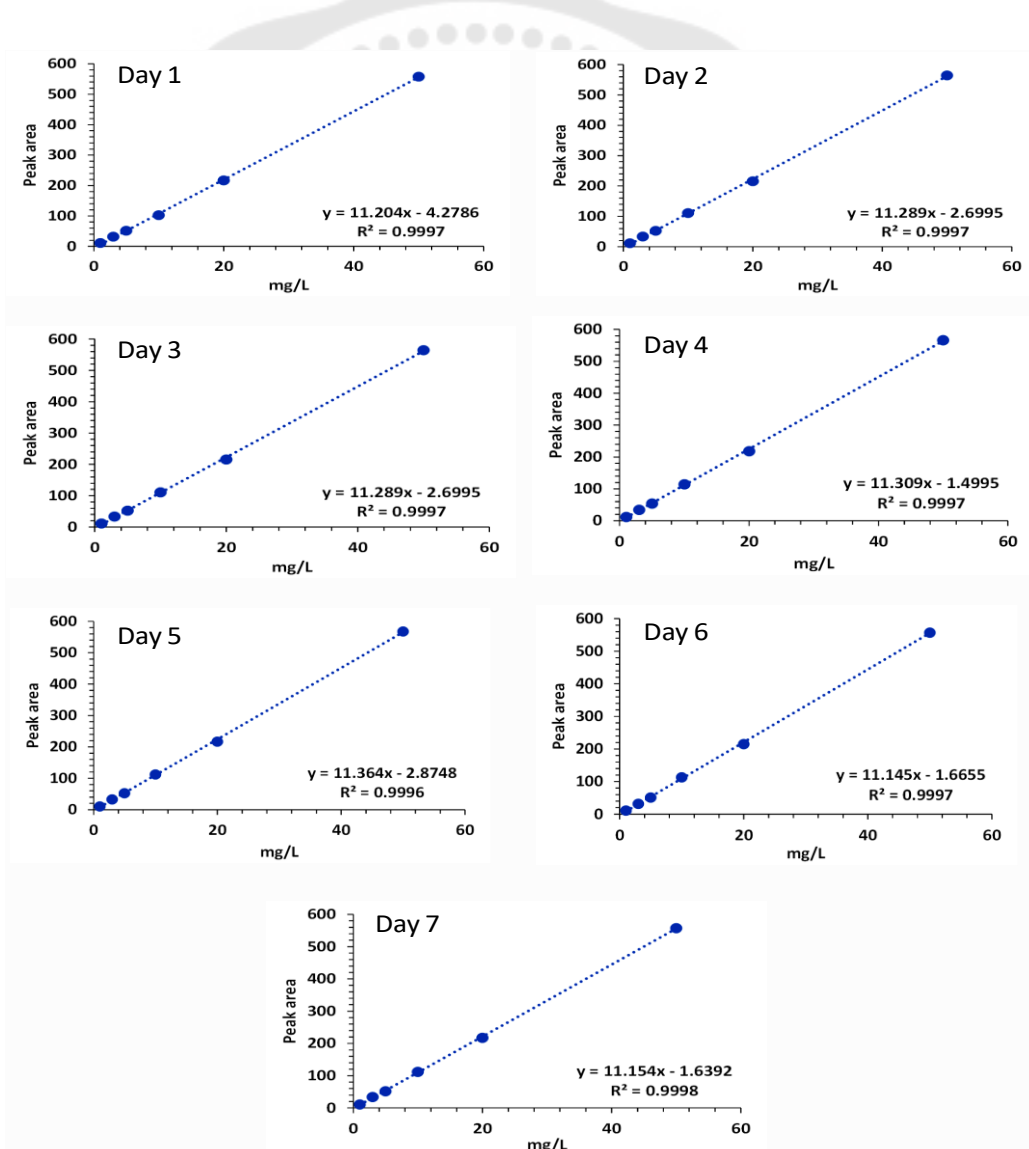 Day 1
600
500
400
300
200
100
0
Peak area
y = 11.204x - 4.2786
R² = 0.9997
0 20 40 60
mg/L
Day 2
600
500
400
300
200
100
0
Peak area
y = 11.289x - 2.6995
R² = 0.9997
0 20 40 60
mg/L
Day 3
600
500
400
300
200
100
0
Peak area
y = 11.289x - 2.6995
R² = 0.9997
0 20 40 60
mg/L
Day 4
600
500
400
300
200
100
0
Peak area
y = 11.309x - 1.4995
R² = 0.9997
0 20 40 60
mg/L
Day 5
600
500
400
300
200
100
0
Peak area
y = 11.364x - 2.8748
R² = 0.9996
0 20 40 60
mg/L
Day 6
600
500
400
300
200
100
0
Peak area
y = 11.145x - 1.6655
R² = 0.9997
0 20 40 60
mg/L
Day 7
600
500
400
300
200
100
0
Peak area
y = 11.154x - 1.6392
R² = 0.9998
0 20 40 60
mg/L